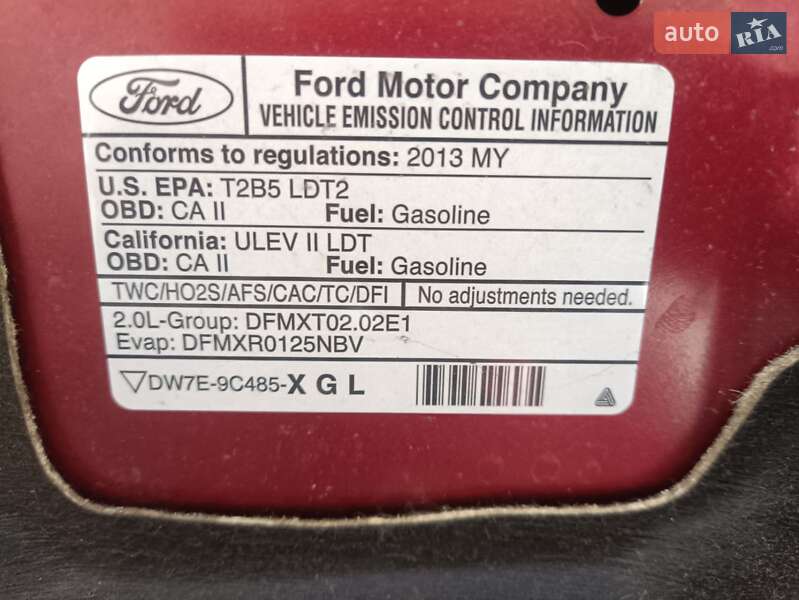 auto RIA.com
Ford
Ford Motor Company
VEHICLE EMISSION CONTROL INFORMATION
Conforms to regulations: 2013 MY
U.S. EPA: T2B5 LDT2
OBD: CA II Fuel: Gasoline
California: ULEV II LDT
OBD: CA II Fuel: Gasoline
TWC/HO2S/AFS/CAC/TC/DFI No adjustments needed.
2.0L-Group: DFMXT02.02E1
Evap: DFMXR0125NBV
▽DW7E-9C485-X G L